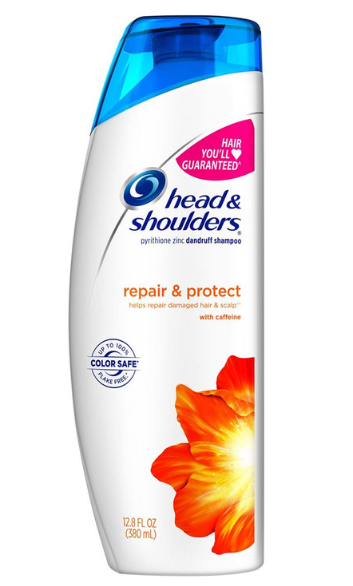 HAIR
YOU'LL ♥
GUARANTEED^
head &
shoulders®
pyrithione zinc dandruff shampoo
repair & protect
helps repair damaged hair & scalp**
with caffeine
UP TO 100%
COLOR SAFE*
FLAKE FREE*
12.8 FL OZ
(380 mL)